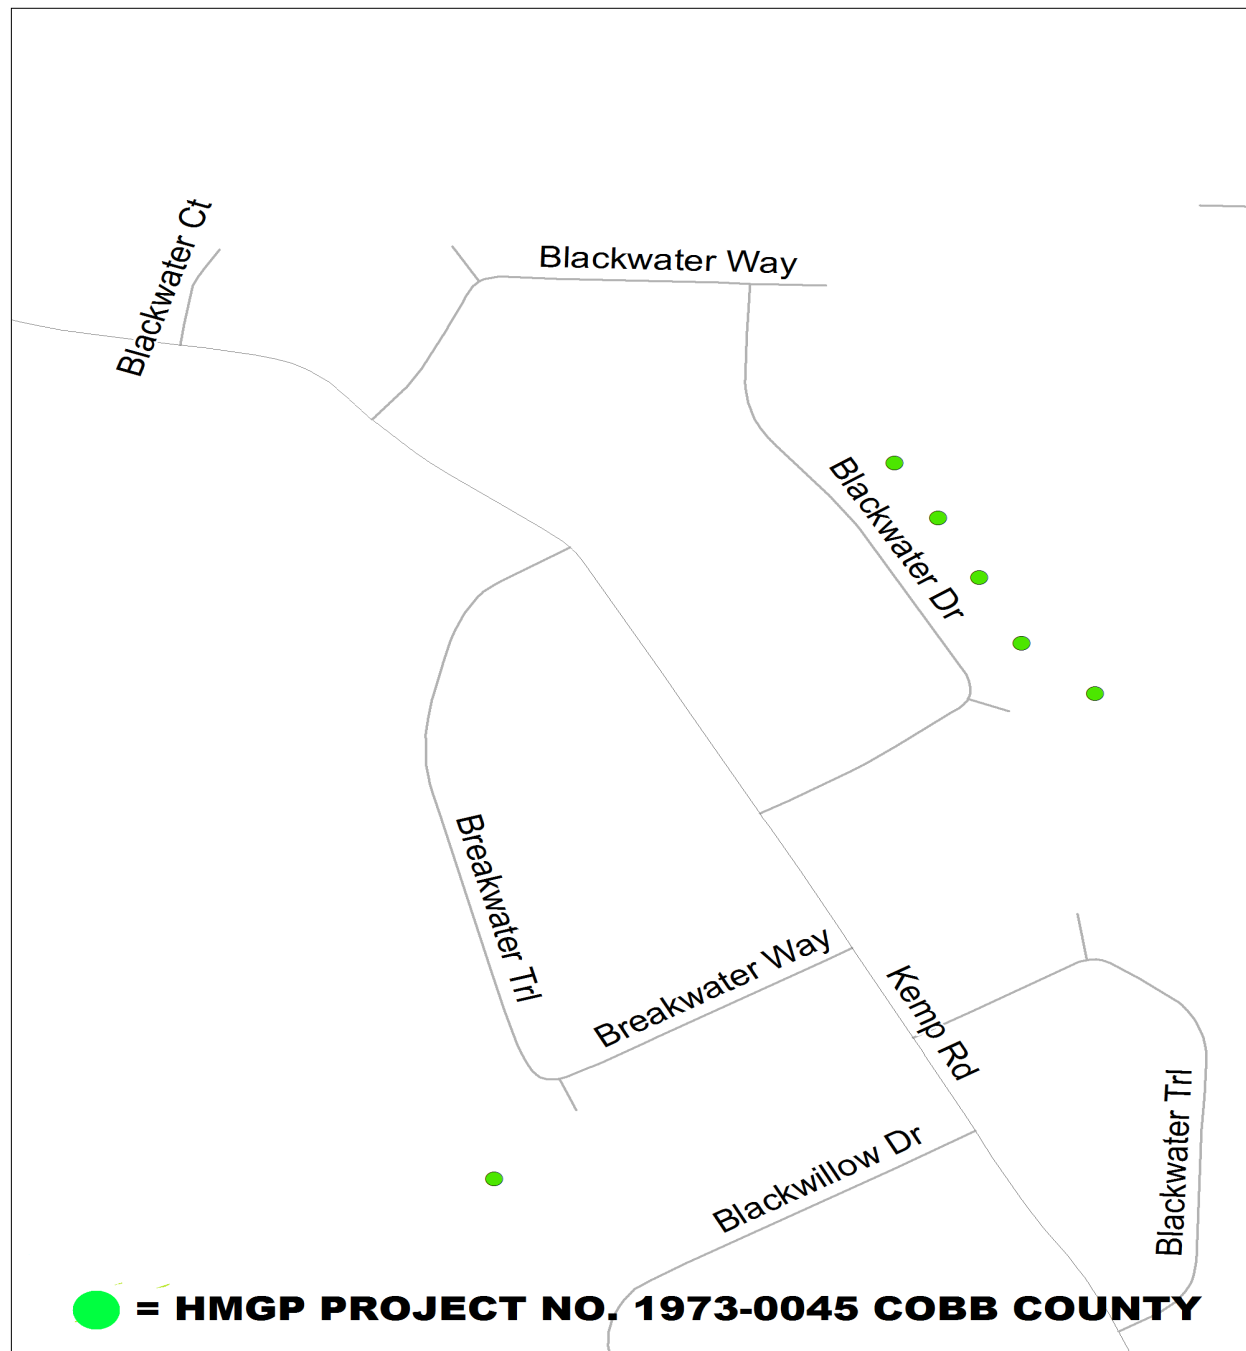 Blackwater Ct
Blackwater Way
Blackwater Dr
Breakwater Trl
Breakwater Way
Kemp Rd
Blackwater Trl
Blackwillow Dr
= HMGP PROJECT NO. 1973-0045 COBB COUNTY